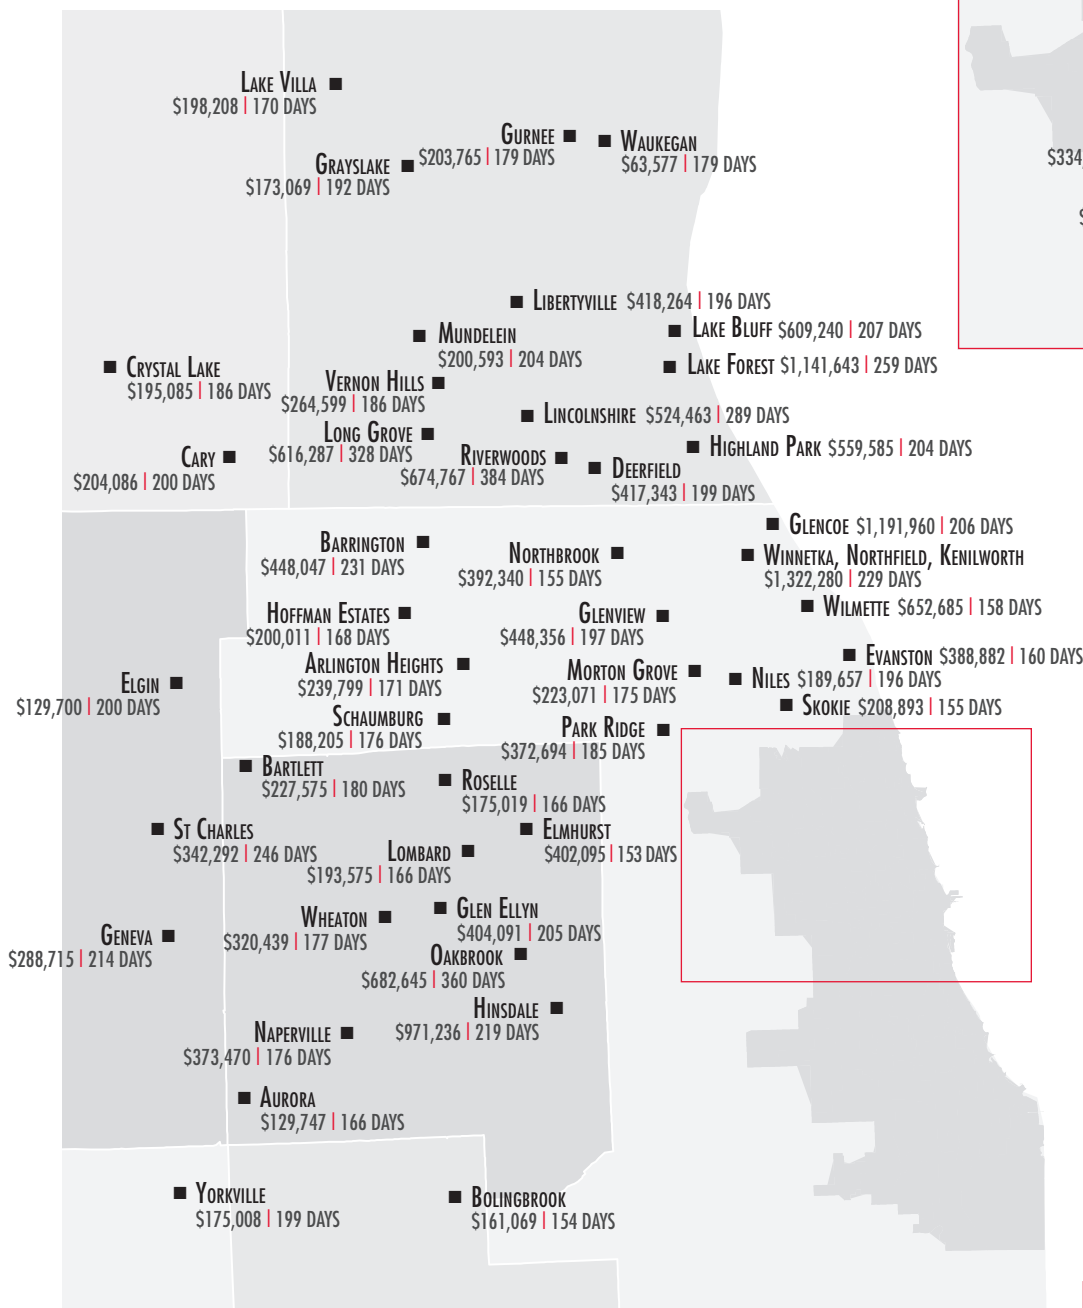 LAKE VILLA
$198,208 | 170 DAYS
GURNEE
$203,765 | 179 DAYS
WAUKEGAN
$63,577 | 179 DAYS
GRAYSLAKE
$173,069 | 192 DAYS
$334,
$
LIBERTYVILLE $418,264 | 196 DAYS
LAKE BLUFF $609,240 | 207 DAYS
MUNDELEIN
$200,593 | 204 DAYS
LAKE FOREST $1,141,643 | 259 DAYS
CRYSTAL LAKE
$195,085 | 186 DAYS
VERNON HILLS
$264,599 | 186 DAYS
LINCOLNSHIRE $524,463 | 289 DAYS
LONG GROVE
$616,287 | 328 DAYS
HIGHLAND PARK $559,585 | 204 DAYS
CARY
$204,086 | 200 DAYS
RIVERWOODS
$674,767 | 384 DAYS
DEERFIELD
$417,343 | 199 DAYS
GLENCOE $1,191,960 | 206 DAYS
BARRINGTON
$448,047 | 231 DAYS
NORTHBROOK
$392,340 | 155 DAYS
WINNETKA, NORTHFIELD, KENILWORTH
$1,322,280 | 229 DAYS
WILMETTE $652,685 | 158 DAYS
HOFFMAN ESTATES
$200,011 | 168 DAYS
GLENVIEW
$448,356 | 197 DAYS
EVANSTON $388,882 | 160 DAYS
ARLINGTON HEIGHTS
$239,799 | 171 DAYS
MORTON GROVE
$223,071 | 175 DAYS
NILES $189,657 | 196 DAYS
ELGIN
$129,700 | 200 DAYS
SKOKIE $208,893 | 155 DAYS
SCHAUMBURG
$188,205 | 176 DAYS
PARK RIDGE
$372,694 | 185 DAYS
BARTLETT
$227,575 | 180 DAYS
ROSELLE
$175,019 | 166 DAYS
ST CHARLES
$342,292 | 246 DAYS
ELMHURST
$402,095 | 153 DAYS
LOMBARD
$193,575 | 166 DAYS
WHEATON
$320,439 | 177 DAYS
GLEN ELLYN
$404,091 | 205 DAYS
GENEVA
$288,715 | 214 DAYS
OAKBROOK
$682,645 | 360 DAYS
HINSDALE
$971,236 | 219 DAYS
NAPERVILLE
$373,470 | 176 DAYS
AURORA
$129,747 | 166 DAYS
YORKVILLE
$175,008 | 199 DAYS
BOLINGBROOK
$161,069 | 154 DAYS